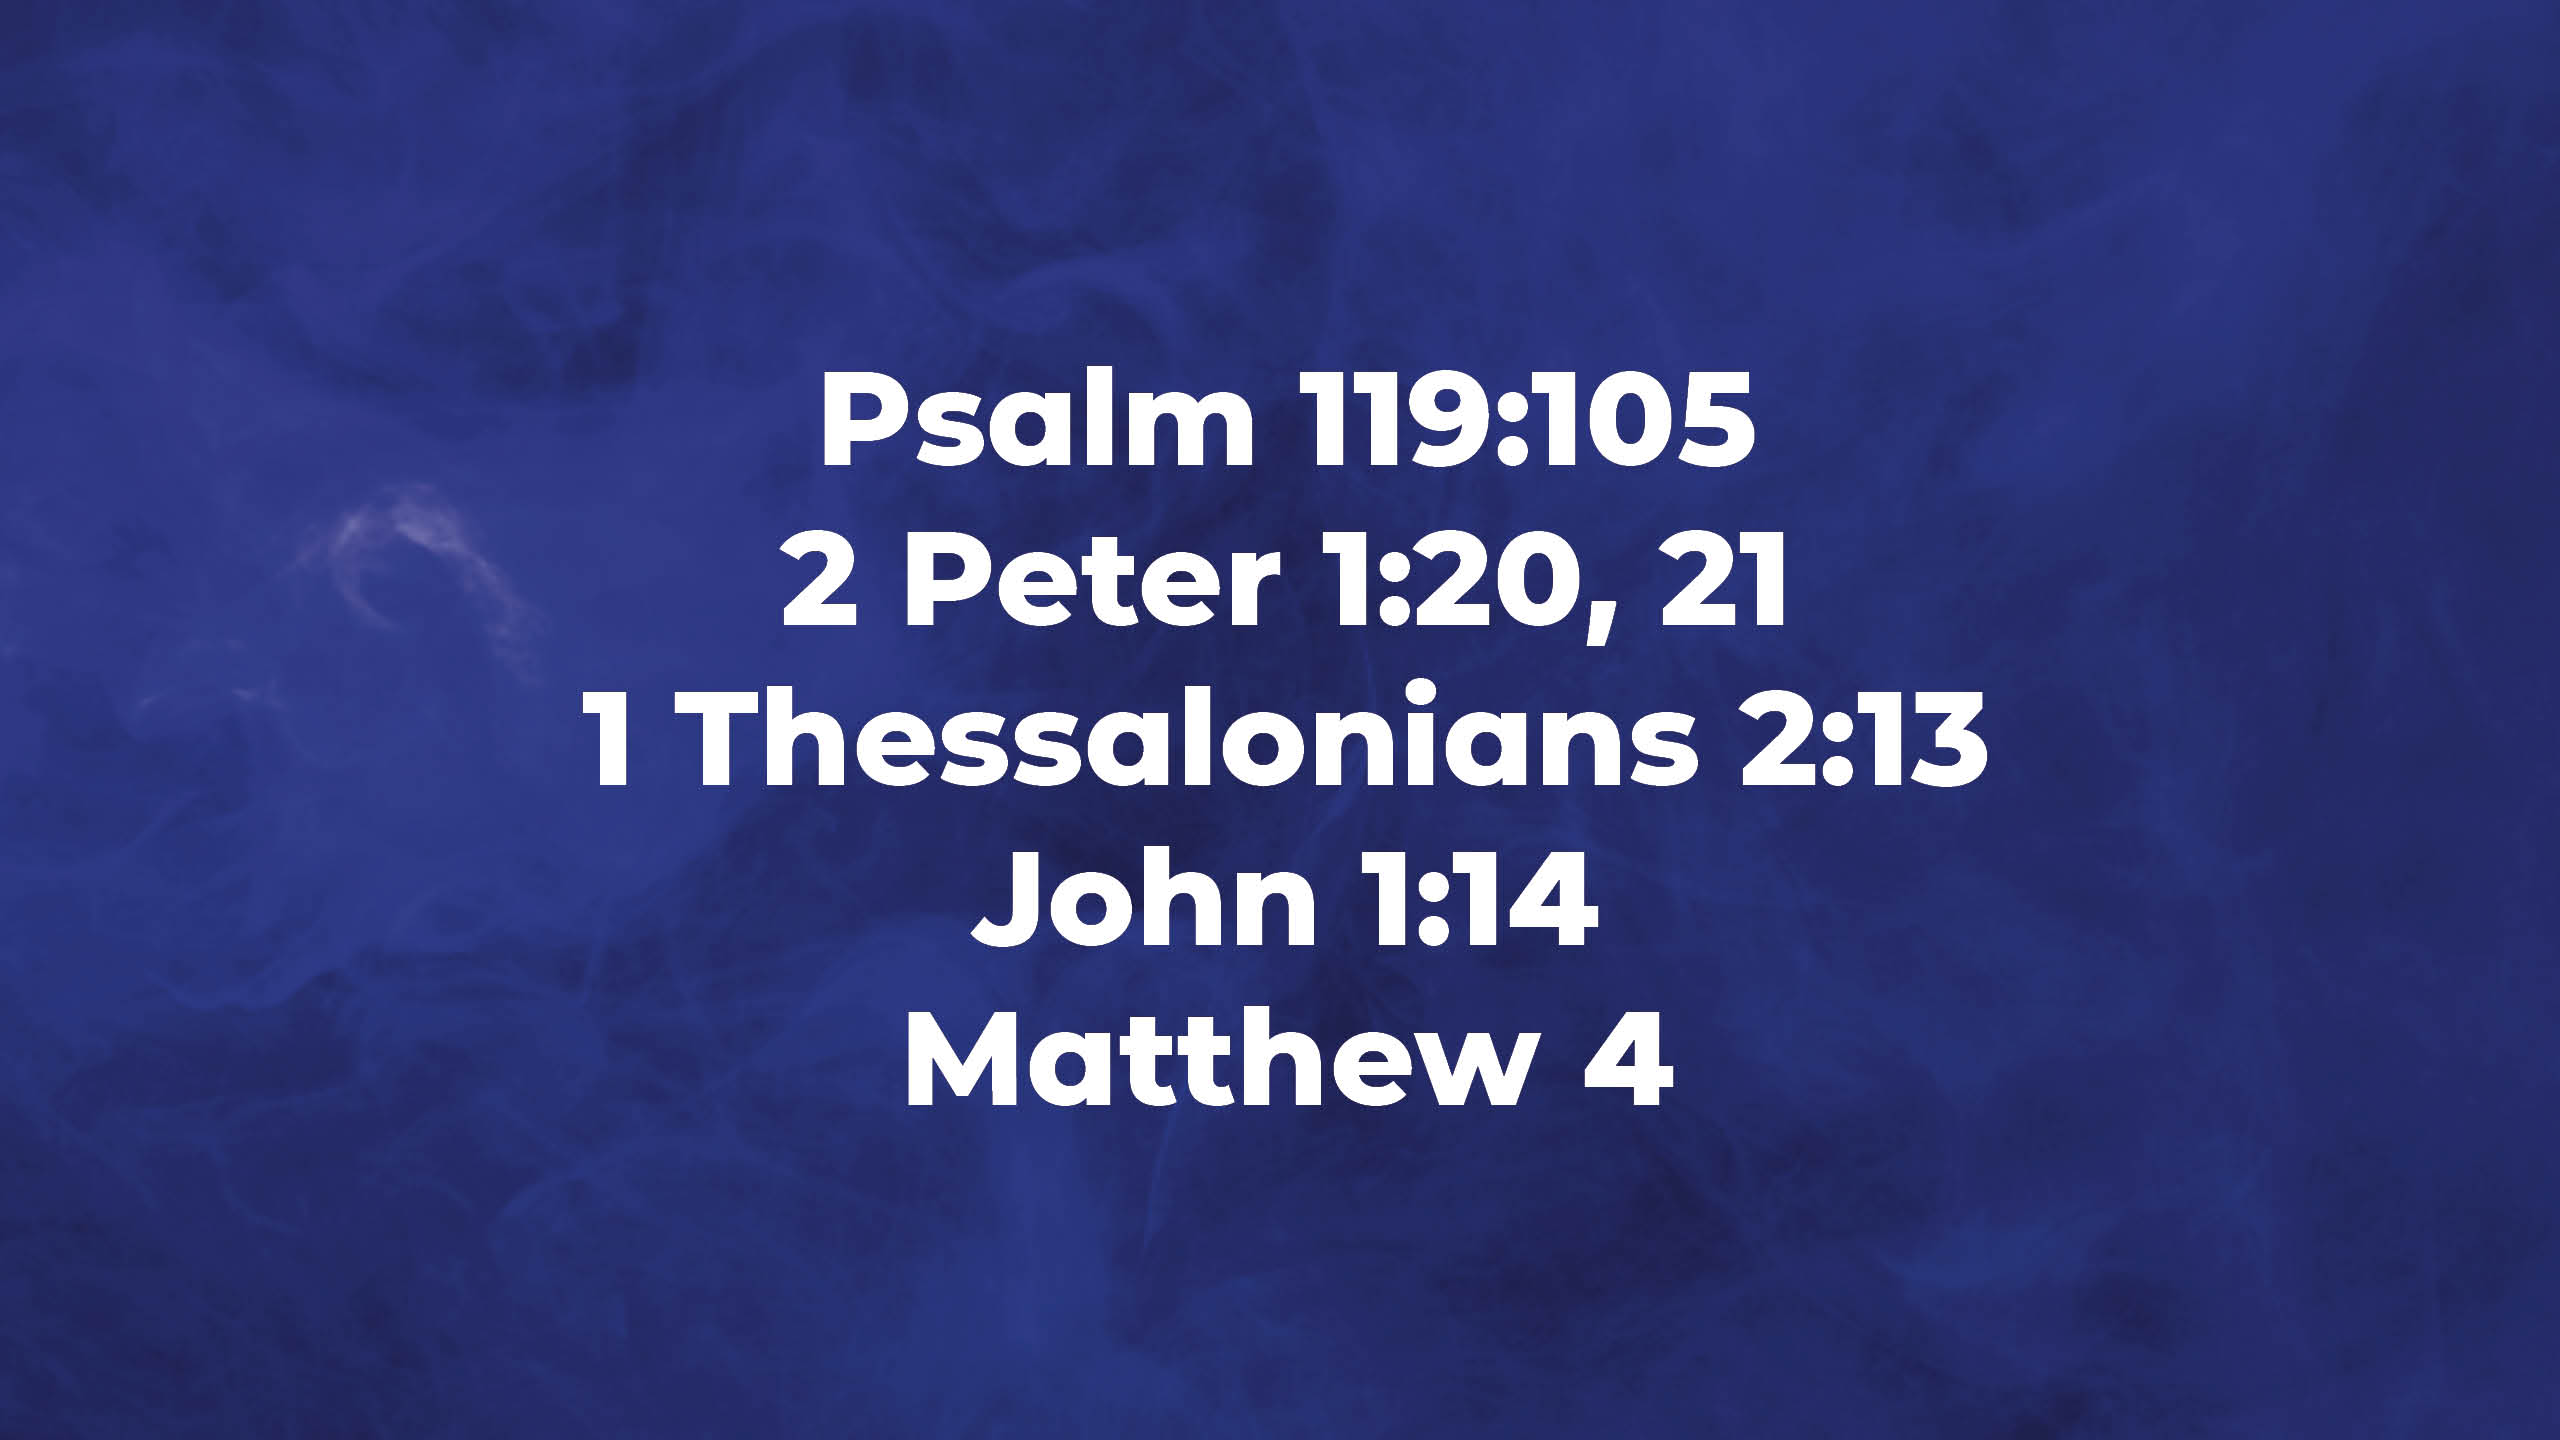 Psalm 119:105
2 Peter 1:20, 21
1 Thessalonians 2:13
John 1:14
Matthew 4